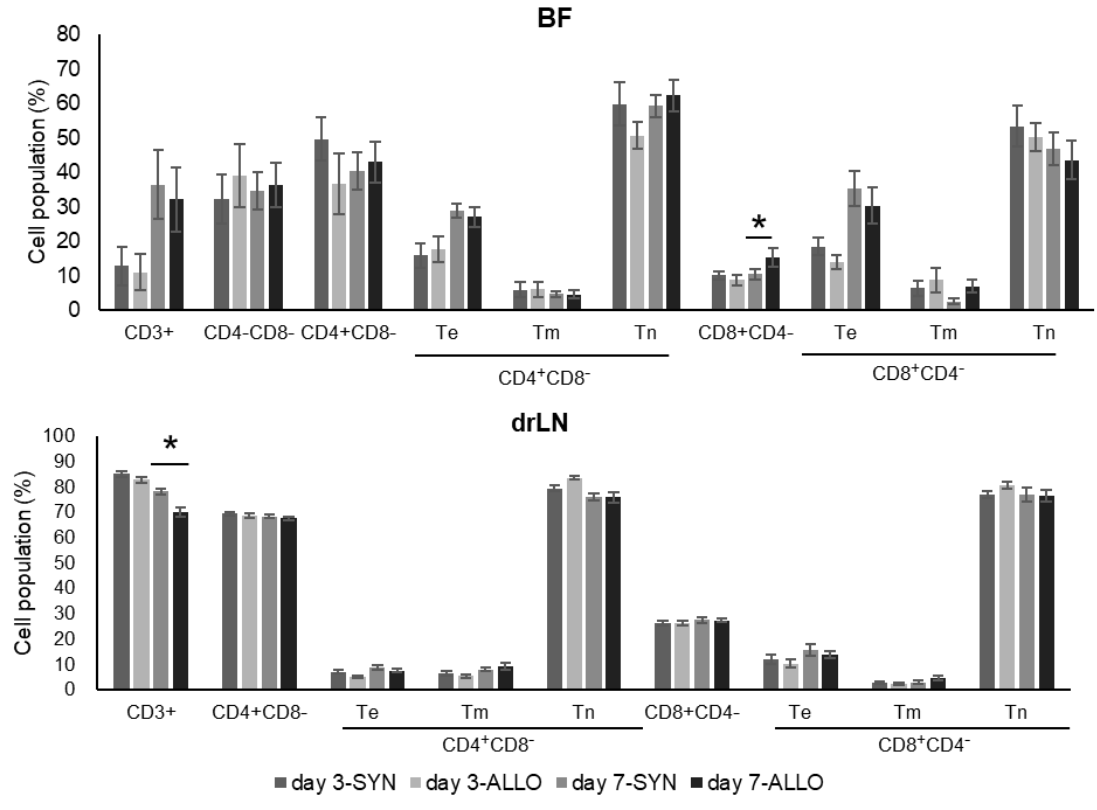 BF
80
70
60
50
40
30
20
10
0
Cell population (%)
*
CD3+ CD4-CD8- CD4+CD8- Te Tm Tn CD8+CD4- Te Tm Tn
CD4⁺CD8⁻ CD8⁺CD4⁻
drLN
100
90
80
70
60
50
40
30
20
10
0
Cell population (%)
*
CD3+ CD4+CD8- Te Tm Tn CD8+CD4- Te Tm Tn
CD4⁺CD8⁻ CD8⁺CD4⁻
day 3-SYN day 3-ALLO day 7-SYN day 7-ALLO